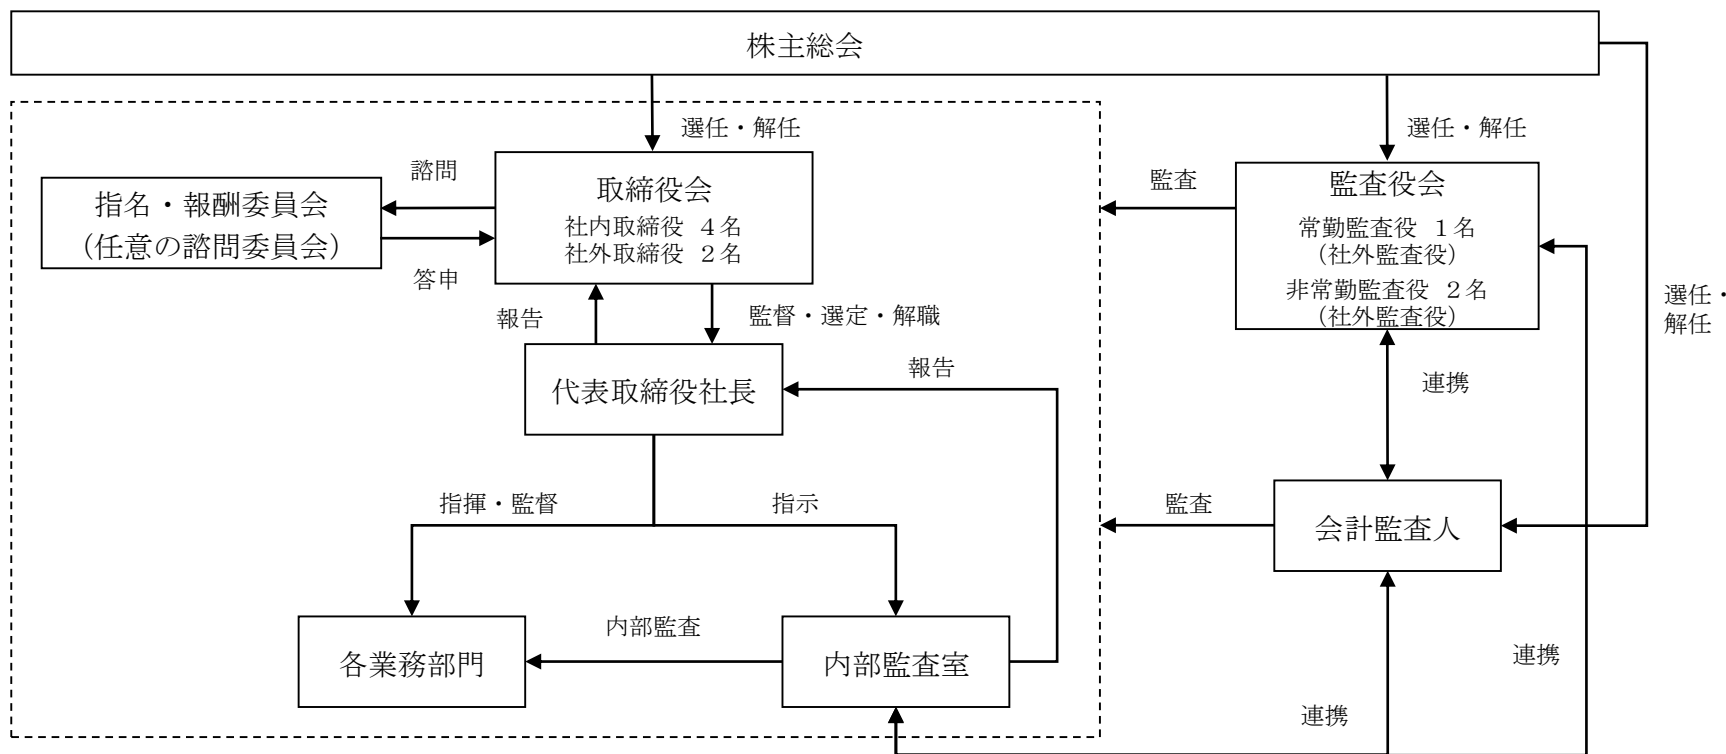 株主総会
選任・解任
選任・解任
諮問
指名・報酬委員会
（任意の諮問委員会）
答申
取締役会
社内取締役 ４名
社外取締役 ２名
監査
監査役会
常勤監査役 １名
（社外監査役）
非常勤監査役 ２名
（社外監査役）
選任・
解任
報告
監督・選定・解職
代表取締役社長
報告
連携
指揮・監督
指示
監査
会計監査人
各業務部門
内部監査
内部監査室
連携
連携